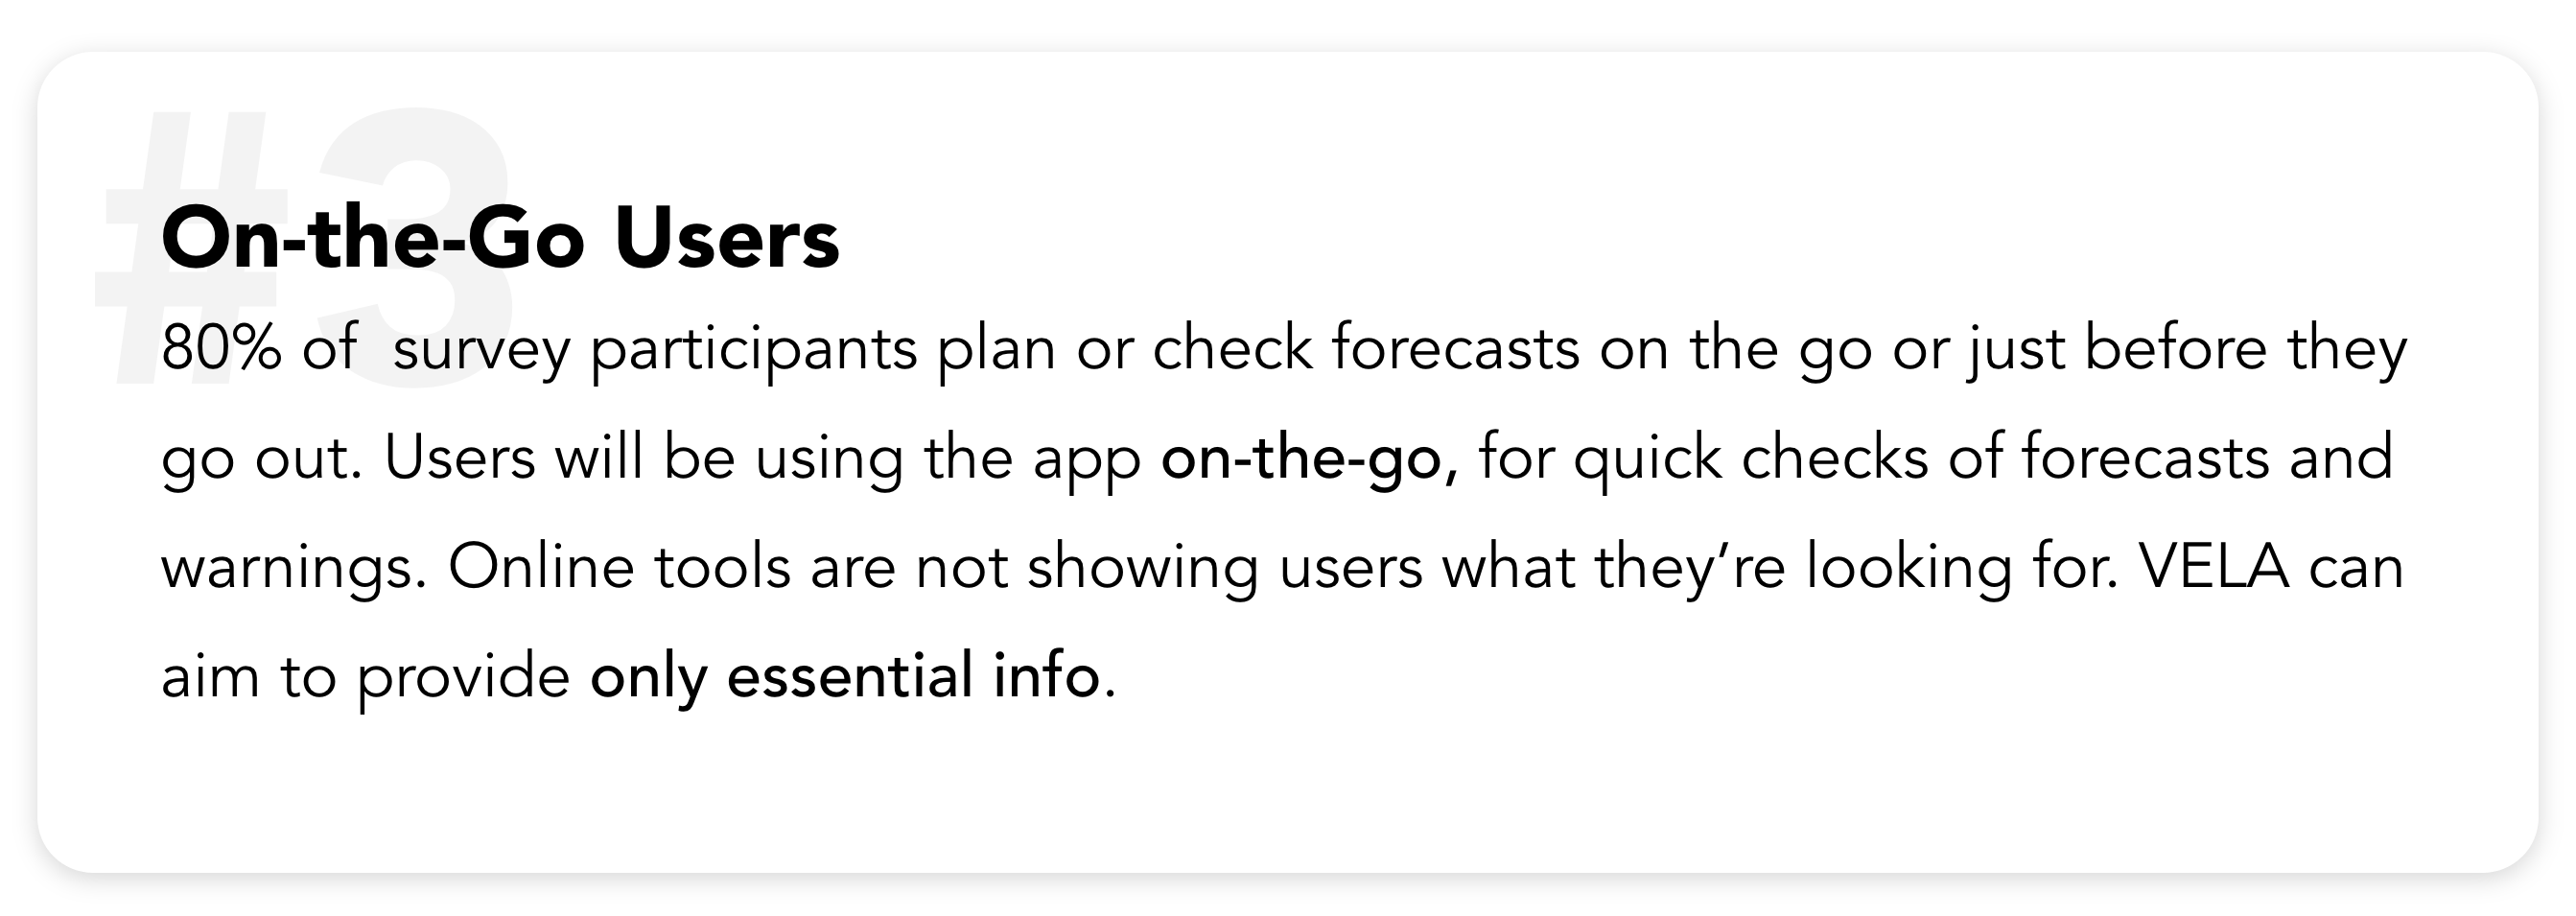 #3
On-the-Go Users
80% of  survey participants plan or check forecasts on the go or just before they
go out. Users will be using the app on-the-go, for quick checks of forecasts and
warnings. Online tools are not showing users what they’re looking for. VELA can
aim to provide only essential info.